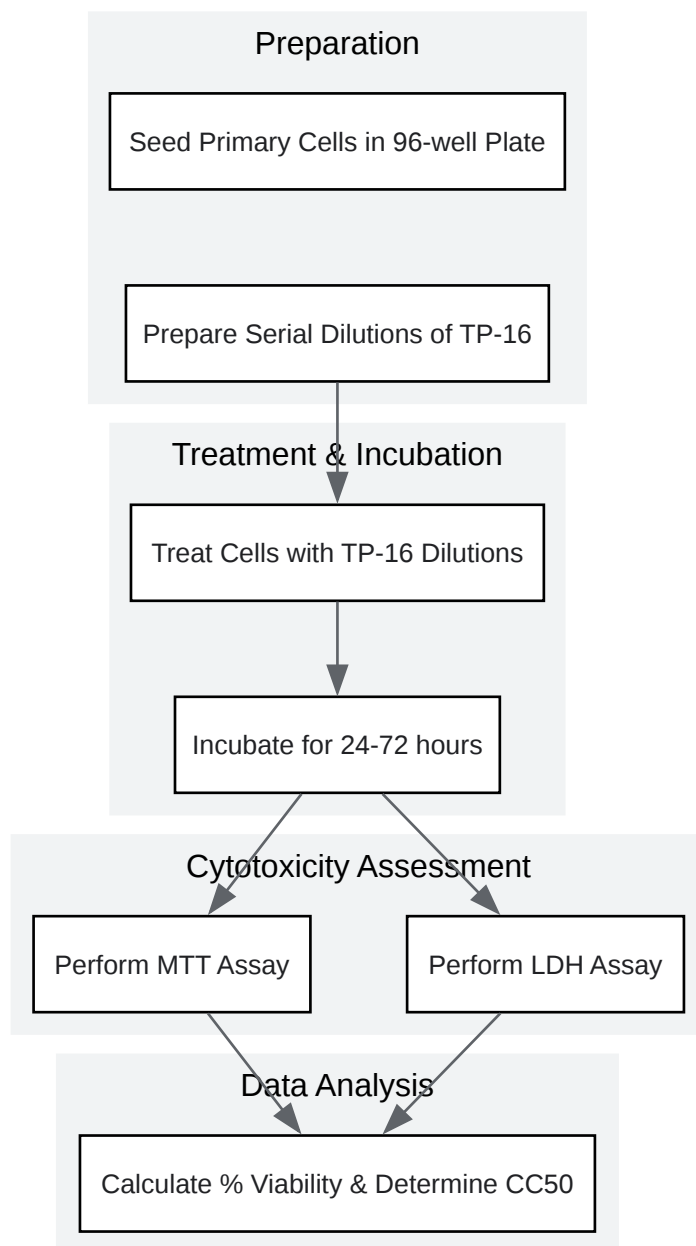 Preparation
Seed Primary Cells in 96-well Plate
Prepare Serial Dilutions of TP-16
Treatment & Incubation
Treat Cells with TP-16 Dilutions
Incubate for 24-72 hours
Cytotoxicity Assessment
Perform MTT Assay
Perform LDH Assay
Data Analysis
Calculate % Viability & Determine CC50